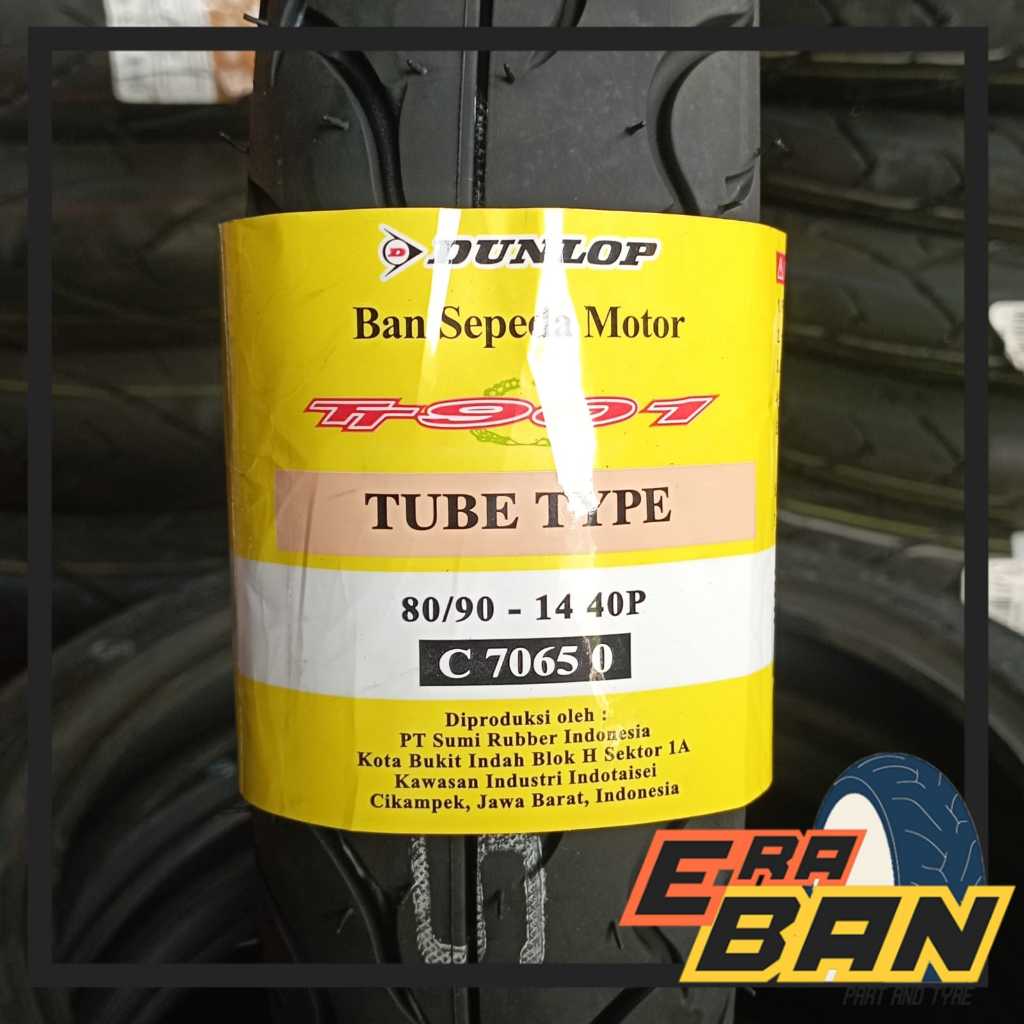 D DUNLOP
Ban Sepeda Motor
TT-901
TUBE TYPE
80/90 - 14 40P
C 7065 0
Diproduksi oleh :
PT Sumi Rubber Indonesia
Kota Bukit Indah Blok H Sektor 1A
Kawasan Industri Indotaisei
Cikampek, Jawa Barat, Indonesia
ERA
BAN
PART AND TYRE